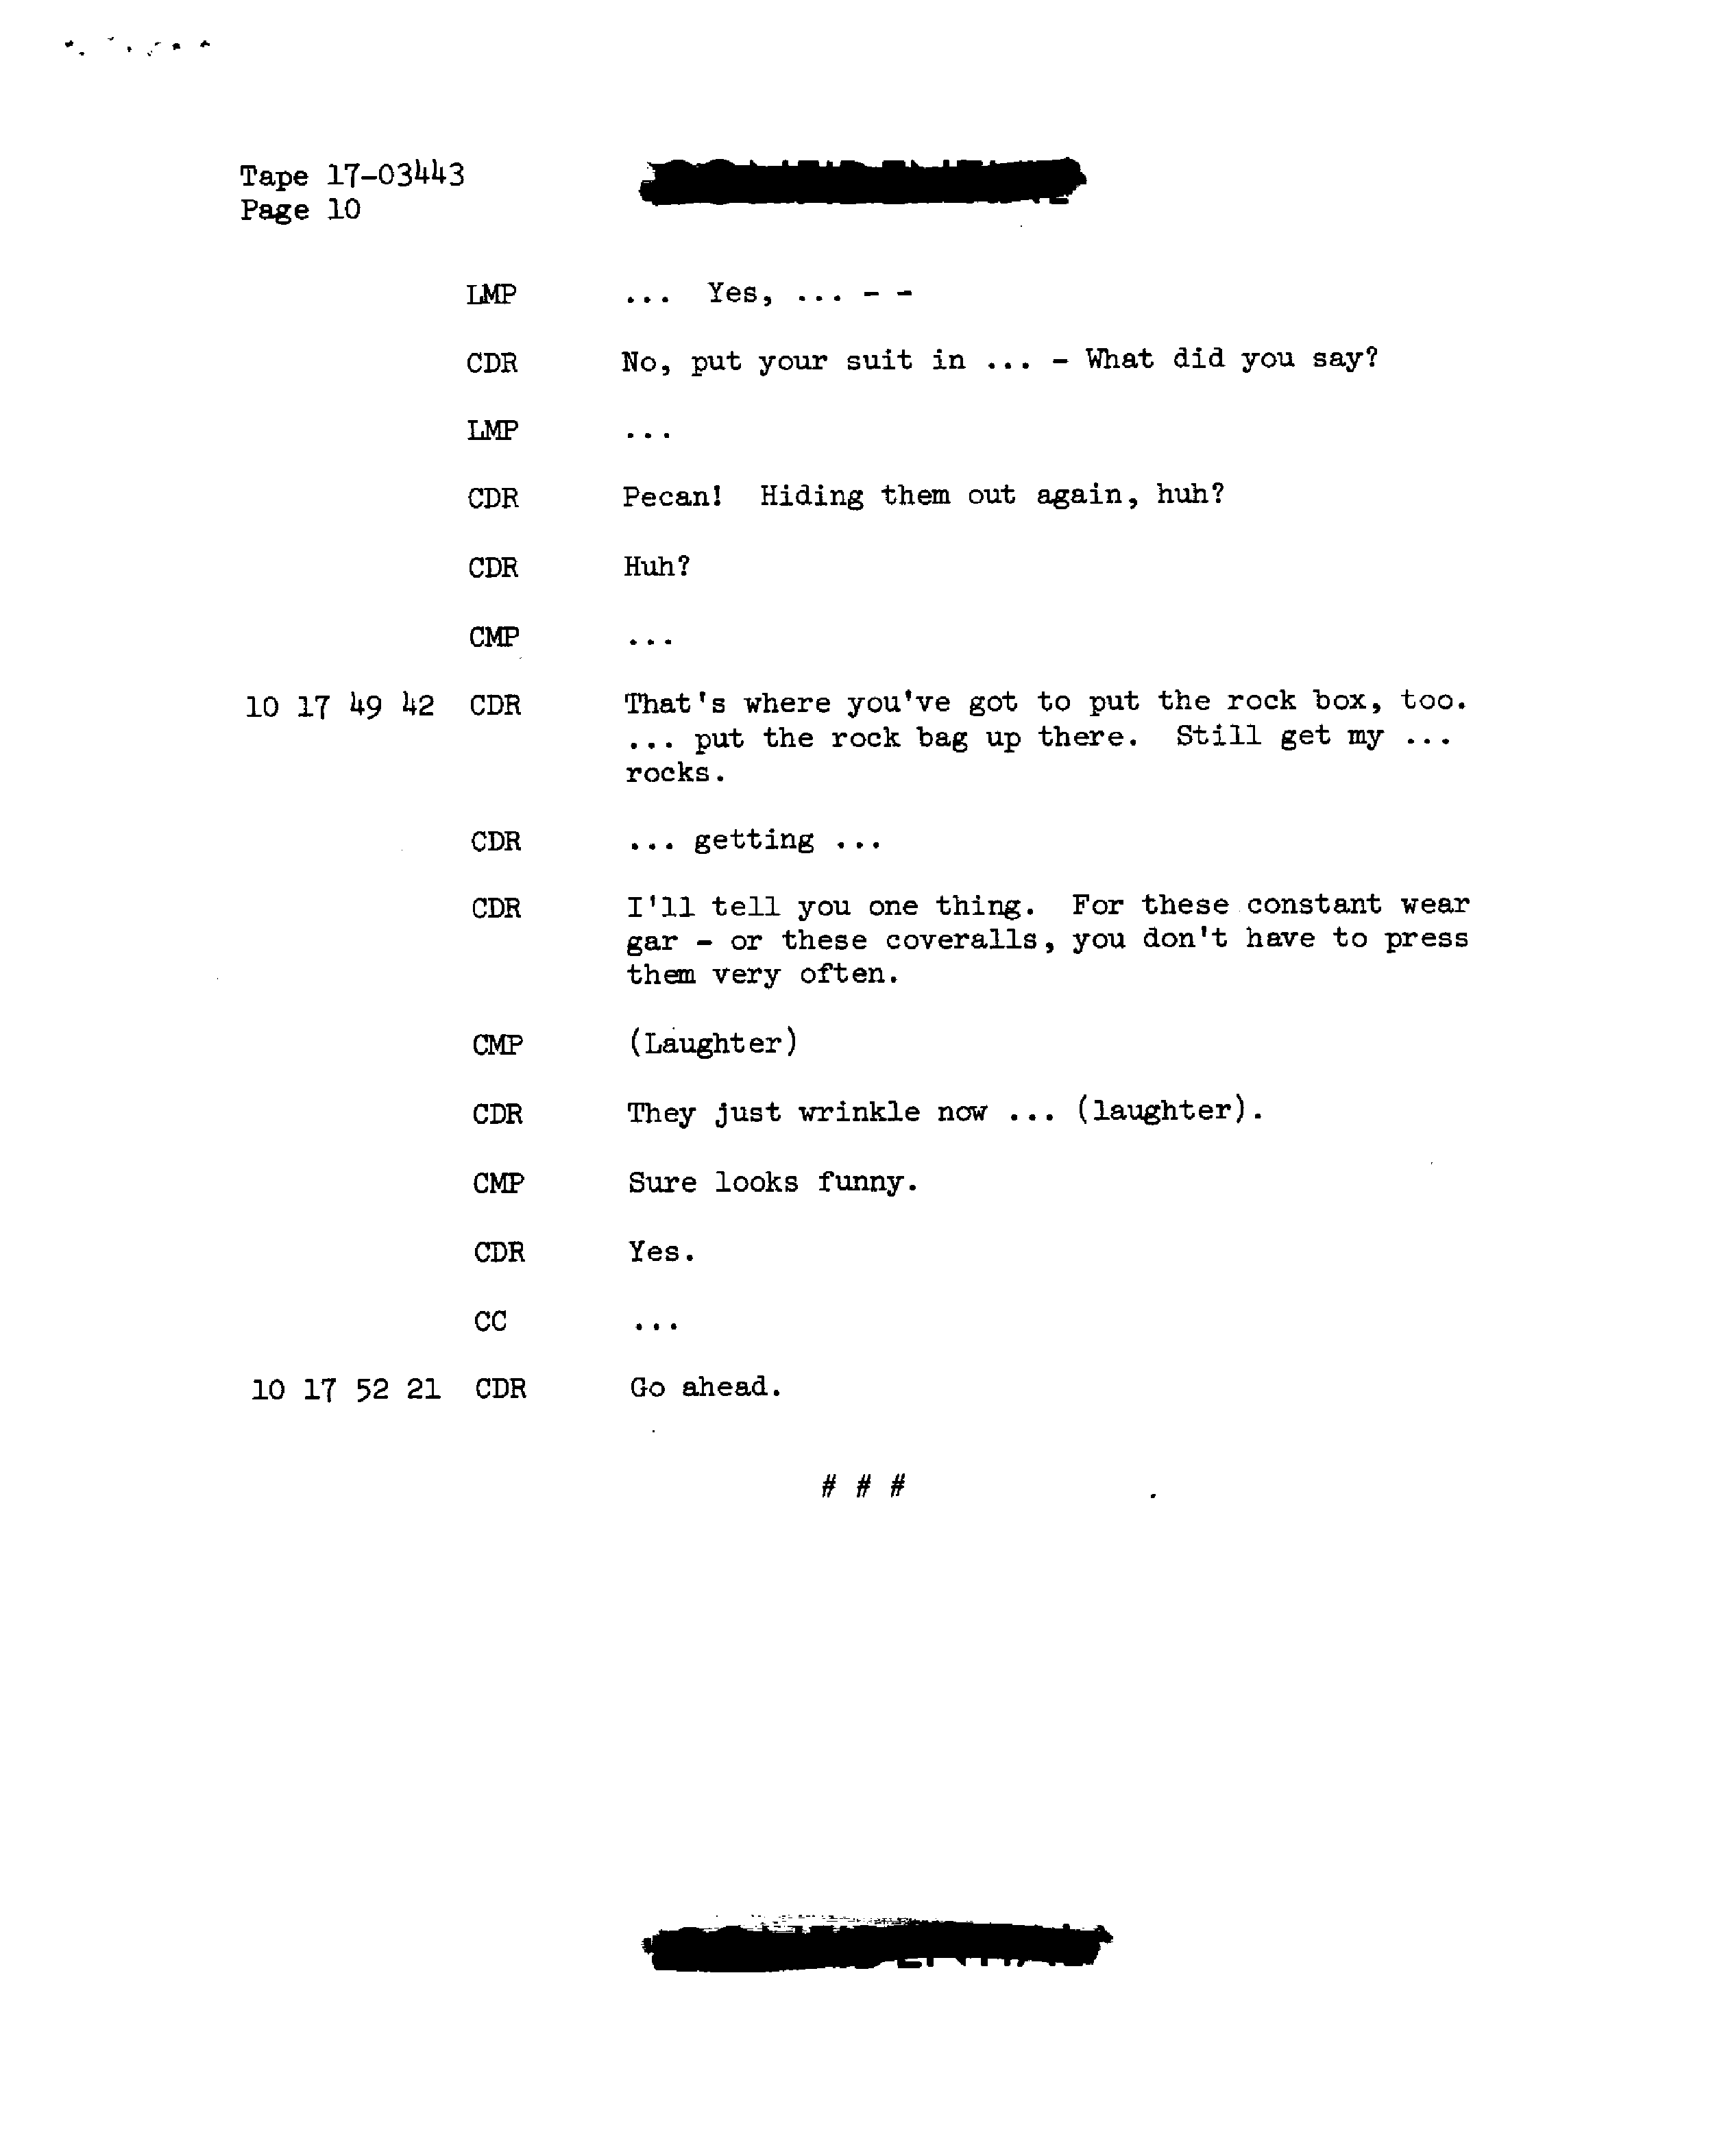 Tape 17-03443
Page 10
LMP ... Yes, ... - -
CDR No, put your suit in ... - What did you say?
LMP ...
CDR Pecan! Hiding them out again, huh?
CDR Huh?
CMP ...
10 17 49 42 CDR That's where you've got to put the rock box, too.
... put the rock bag up there. Still get my ...
rocks.
CDR ... getting ...
CDR I'll tell you one thing. For these constant wear
gar - or these coveralls, you don't have to press
them very often.
CMP (Laughter)
CDR They just wrinkle now ... (laughter).
CMP Sure looks funny.
CDR Yes.
CC ...
10 17 52 21 CDR Go ahead.
# # #